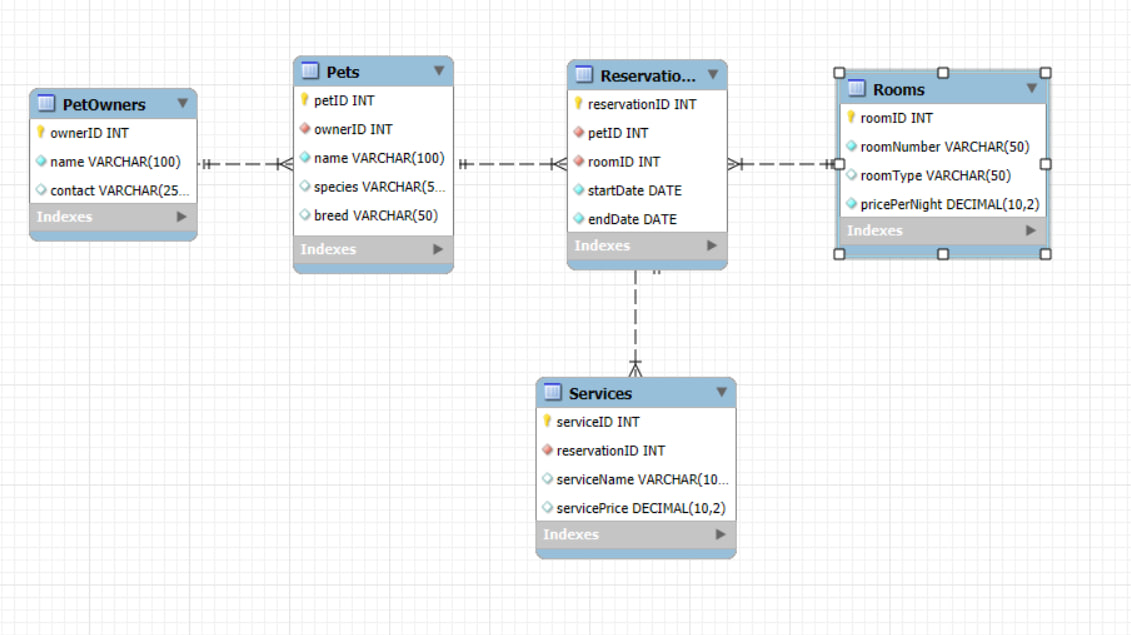 PetOwners
ownerID INT
name VARCHAR(100)
contact VARCHAR(25...
Indexes
Pets
petID INT
ownerID INT
name VARCHAR(100)
species VARCHAR(5...
breed VARCHAR(50)
Indexes
Reservatio...
reservationID INT
petID INT
roomID INT
startDate DATE
endDate DATE
Indexes
Rooms
roomID INT
roomNumber VARCHAR(50)
roomType VARCHAR(50)
pricePerNight DECIMAL(10,2)
Indexes
Services
serviceID INT
reservationID INT
serviceName VARCHAR(10...
servicePrice DECIMAL(10,2)
Indexes